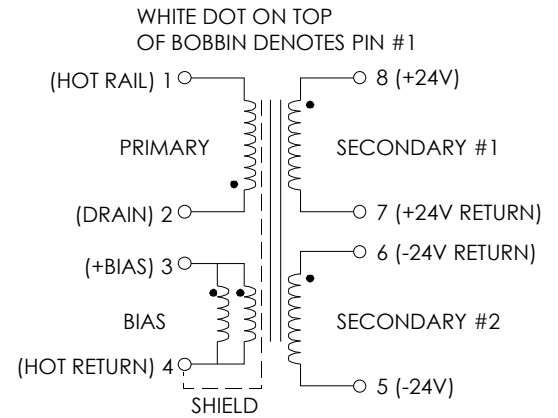 WHITE DOT ON TOP
OF BOBBIN DENOTES PIN #1
(HOT RAIL) 1
8 (+24V)
PRIMARY
SECONDARY #1
(DRAIN) 2
7 (+24V RETURN)
(+BIAS) 3
6 (-24V RETURN)
BIAS
SECONDARY #2
(HOT RETURN) 4
5 (-24V)
SHIELD